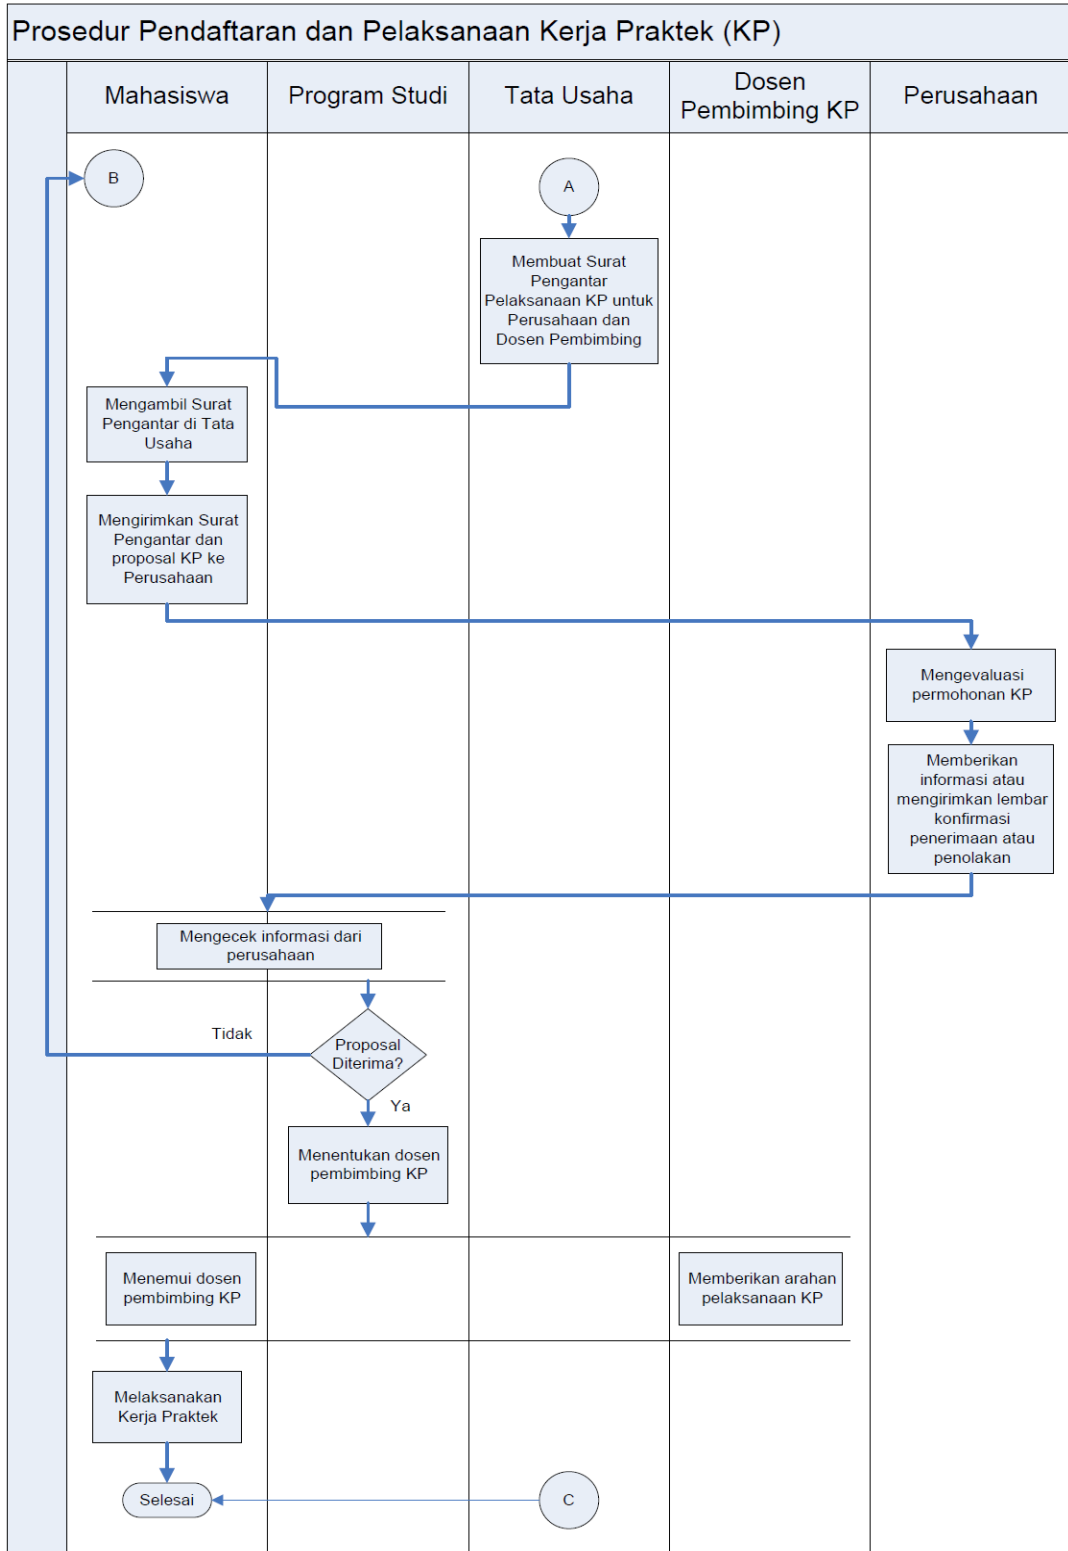 Prosedur Pendaftaran dan Pelaksanaan Kerja Praktek (KP)
Mahasiswa
Program Studi
Tata Usaha
Dosen
Pembimbing KP
Perusahaan
B
A
Membuat Surat
Pengantar
Pelaksanaan KP untuk
Perusahaan dan
Dosen Pembimbing
Mengambil Surat
Pengantar di Tata
Usaha
Mengirimkan Surat
Pengantar dan
proposal KP ke
Perusahaan
Mengevaluasi
permohonan KP
Memberikan
informasi atau
mengirimkan lembar
konfirmasi
penerimaan atau
penolakan
Mengecek informasi dari
perusahaan
Tidak
Proposal
Diterima?
Ya
Menentukan dosen
pembimbing KP
Menemui dosen
pembimbing KP
Memberikan arahan
pelaksanaan KP
Melaksanakan
Kerja Praktek
Selesai
C